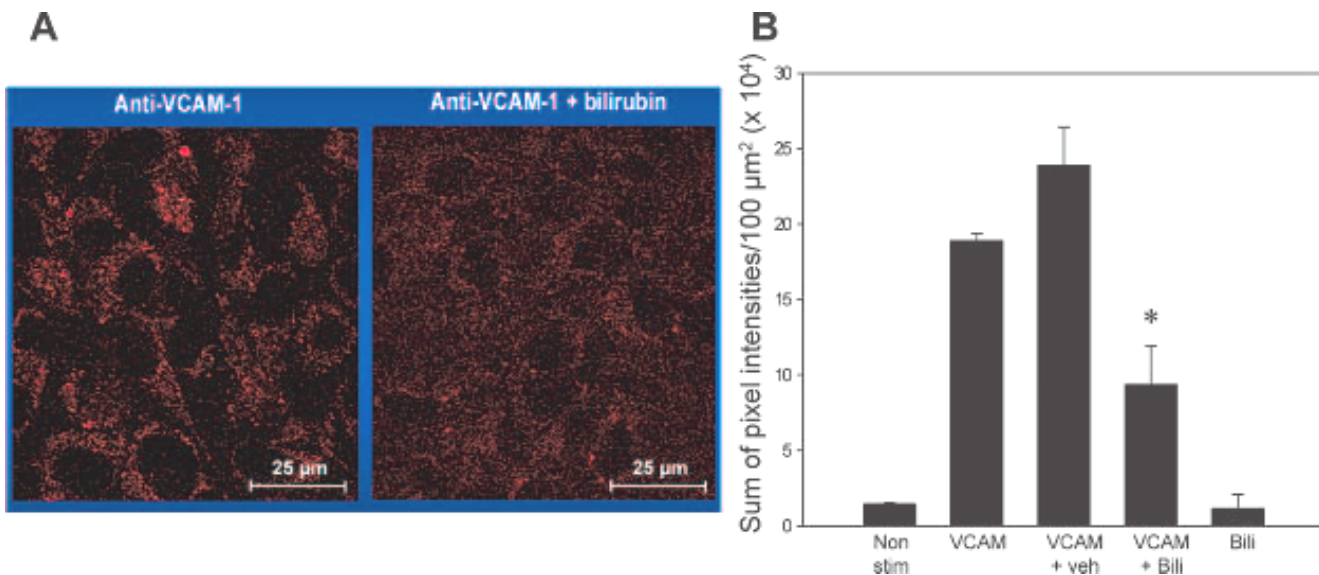 A
Anti-VCAM-1
Anti-VCAM-1 + bilirubin
25 µm
25 µm
B
Sum of pixel intensities/100 µm² (x 10⁴)
30
25
20
15
10
5
0
*
Non
stim
VCAM
VCAM
+ veh
VCAM
+ Bili
Bili